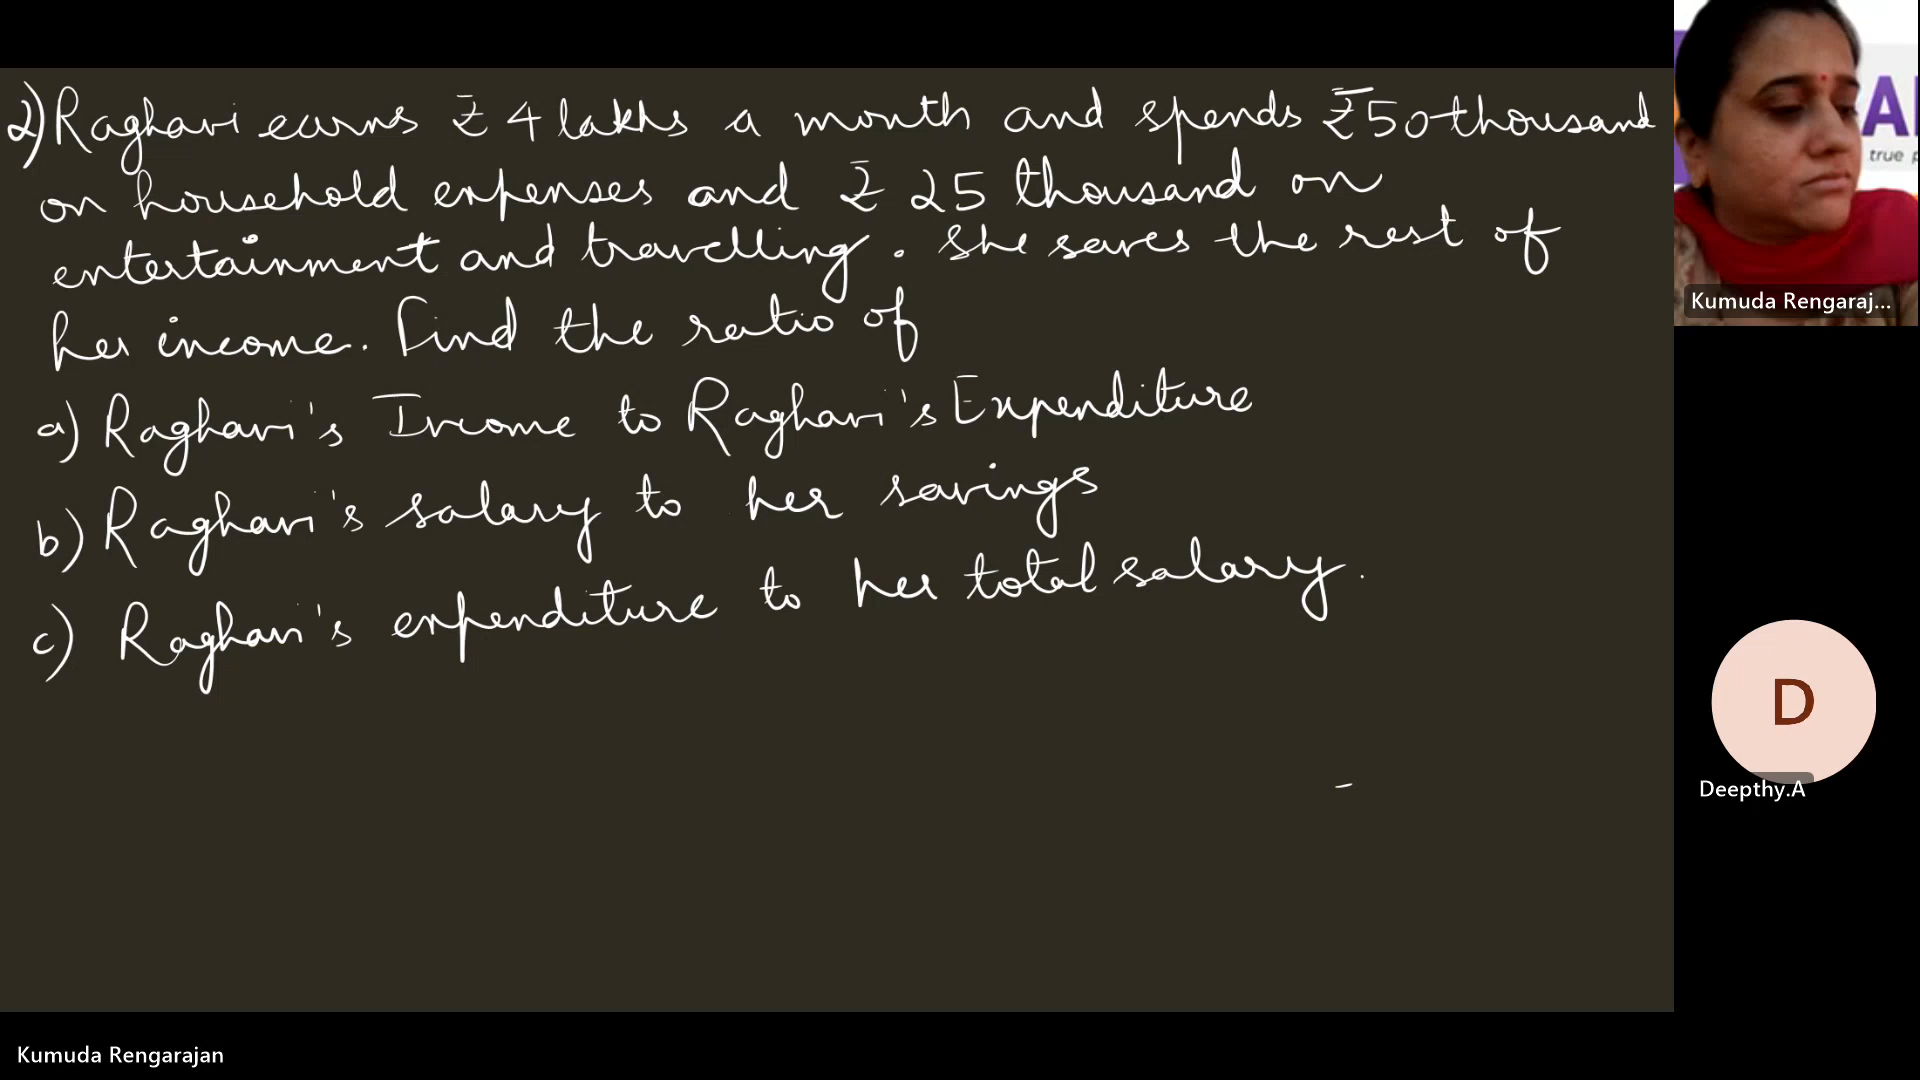 2) Raghavi earns ₹ 4 lakhs a month and spends ₹ 50 thousand
on household expenses and ₹ 25 thousand on
entertainment and travelling. She saves the rest of
her income. Find the ratio of
a) Raghavi's Income to Raghavi's Expenditure
b) Raghavi's salary to her savings
c) Raghavi's expenditure to her total salary.
true
Kumuda Rengaraj...
D
Deepthy.A
Kumuda Rengarajan